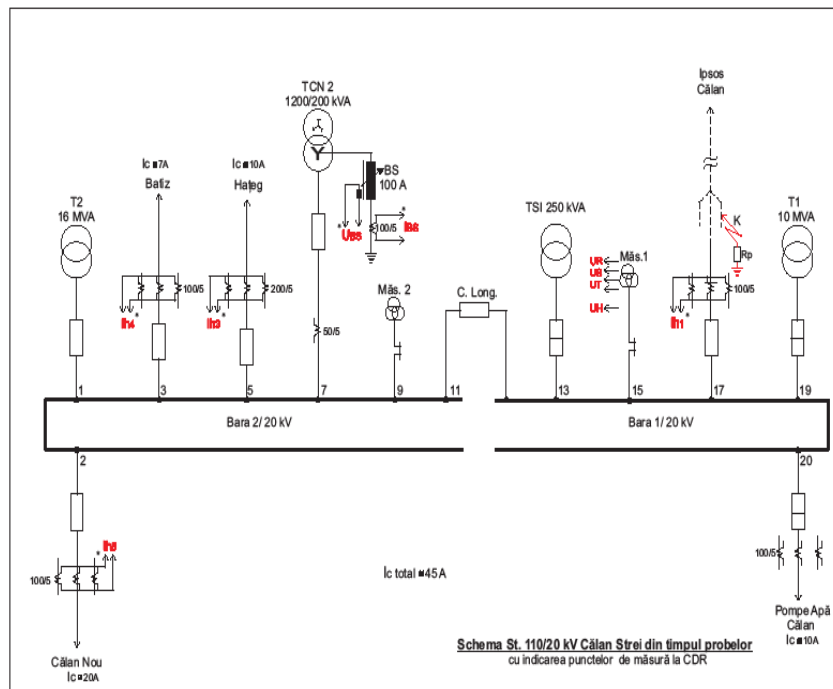 TCN 2
1200/200 kVA
Ipsos
Călan
Ic≈7A
Batiz
Ic≈10A
Hațeg
BS
100 A
T2
16 MVA
100/5
UBS
IBS
TSI 250 kVA
UR
US
UT
UH
Măs.1
K
Rp
T1
10 MVA
100/5
Ih4
200/5
Ih3
Măs. 2
C. Long.
100/5
Ih1
50/5
1
3
5
7
9
11
13
15
17
19
Bara 2/ 20 kV
Bara 1/ 20 kV
2
20
Ih5
100/5
Ic total ≈45A
100/5
Pompe Apă
Călan
Ic≈10A
Călan Nou
Ic≈20A
Schema St. 110/20 kV Călan Strei din timpul probelor
cu indicarea punctelor de măsură la CDR